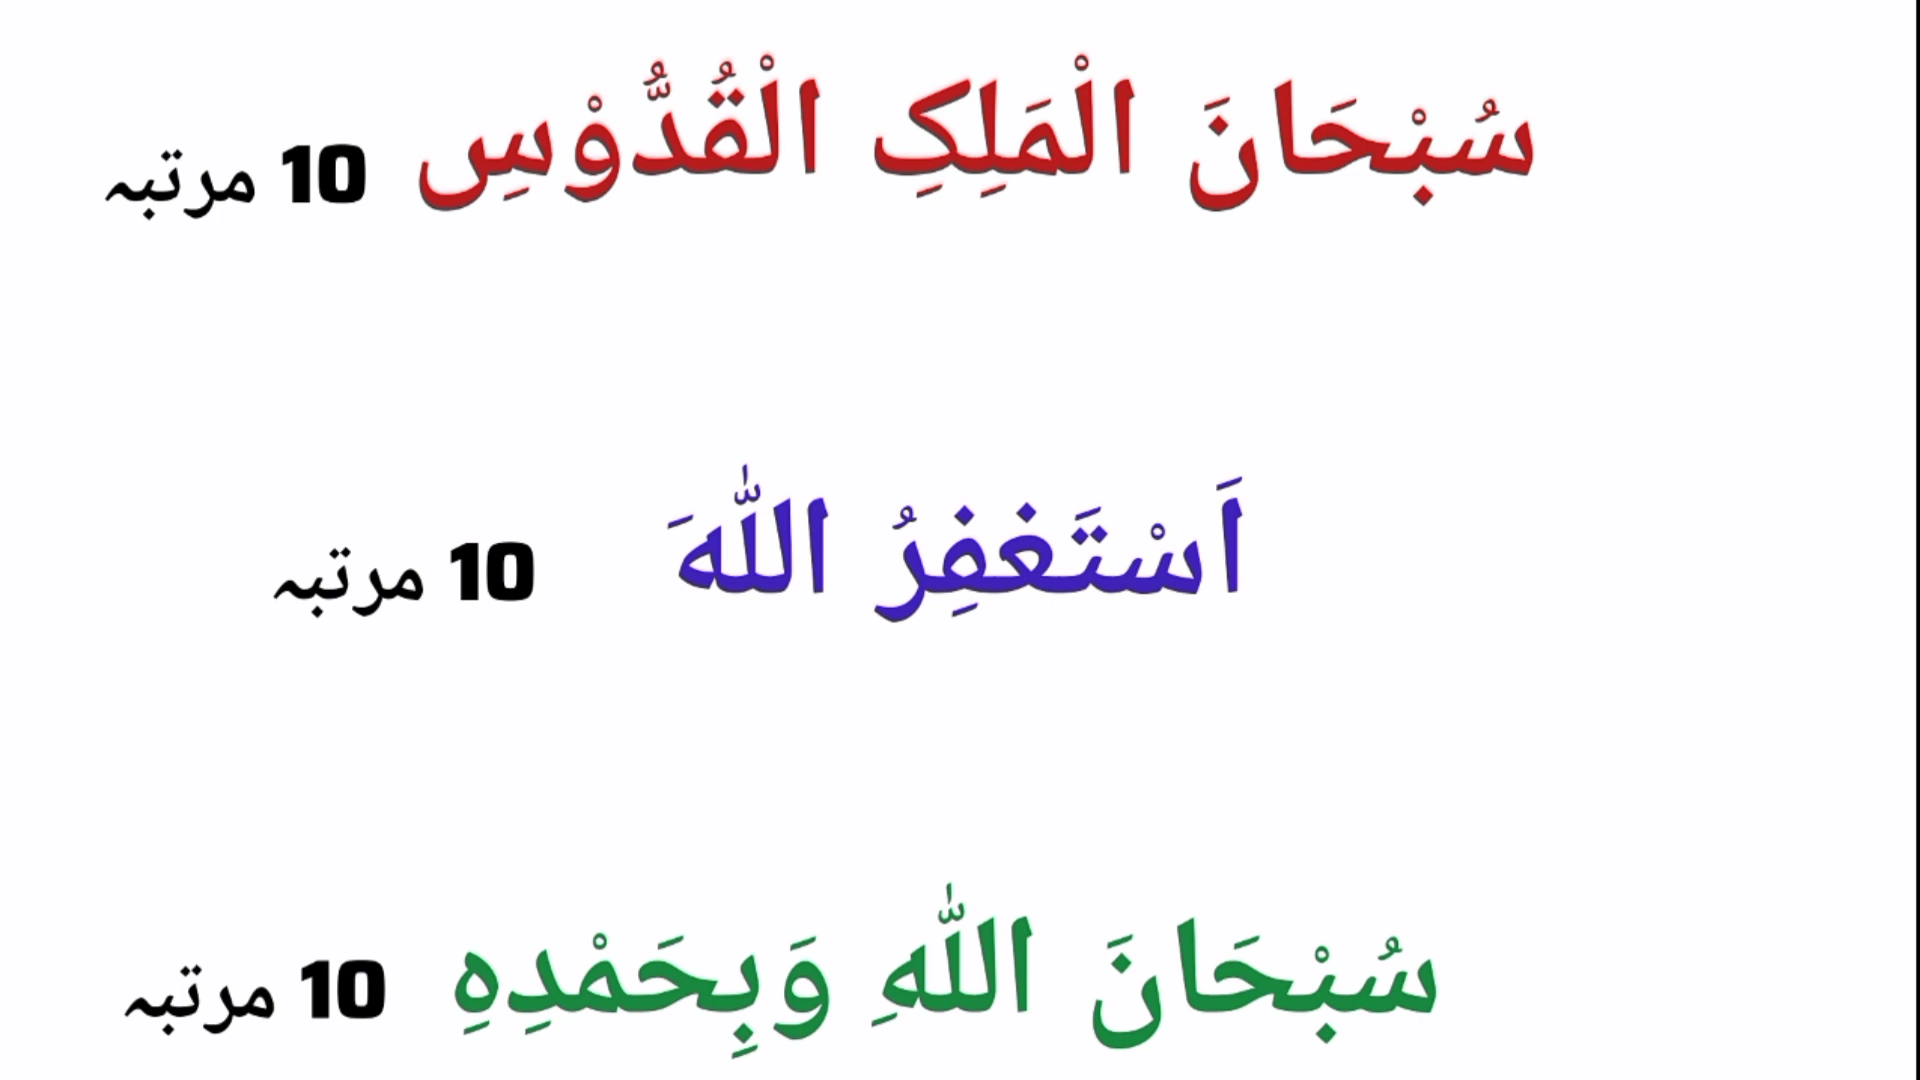 سُبْحَانَ الْمَلِکِ الْقُدُّوْسِ 10 مرتبہ
اَسْتَغْفِرُ اللّٰہَ 10 مرتبہ
سُبْحَانَ اللّٰہِ وَبِحَمْدِہِ 10 مرتبہ